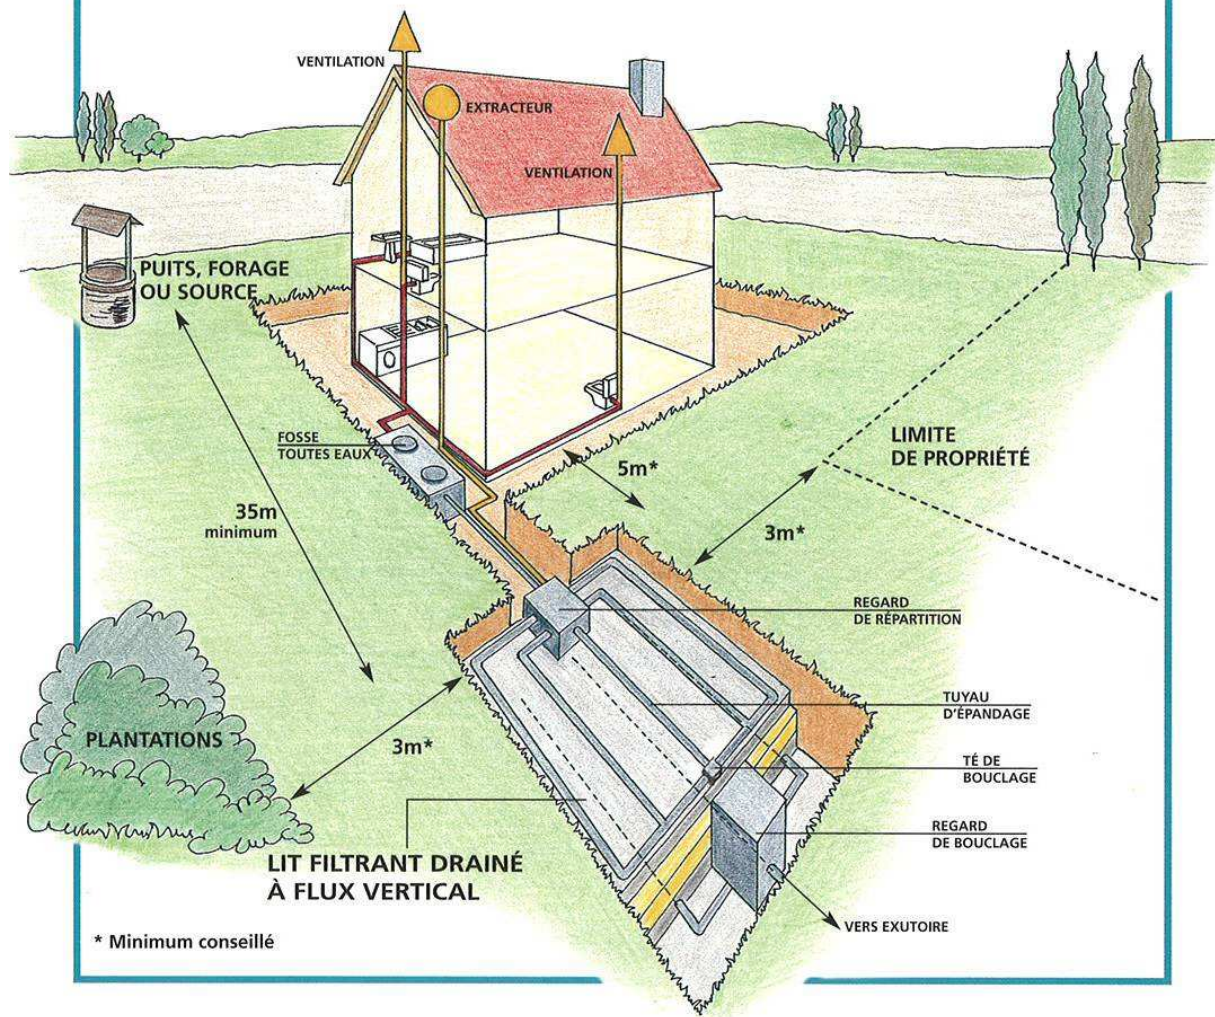 VENTILATION
EXTRACTEUR
VENTILATION
PUITS, FORAGE
OU SOURCE
FOSSE
TOUTES EAUX
LIMITE
DE PROPRIÉTÉ
5m*
35m
minimum
3m*
REGARD
DE RÉPARTITION
TUYAU
D'ÉPANDAGE
PLANTATIONS
3m*
TÉ DE
BOUCLAGE
REGARD
DE BOUCLAGE
LIT FILTRANT DRAINÉ
À FLUX VERTICAL
VERS EXUTOIRE
* Minimum conseillé